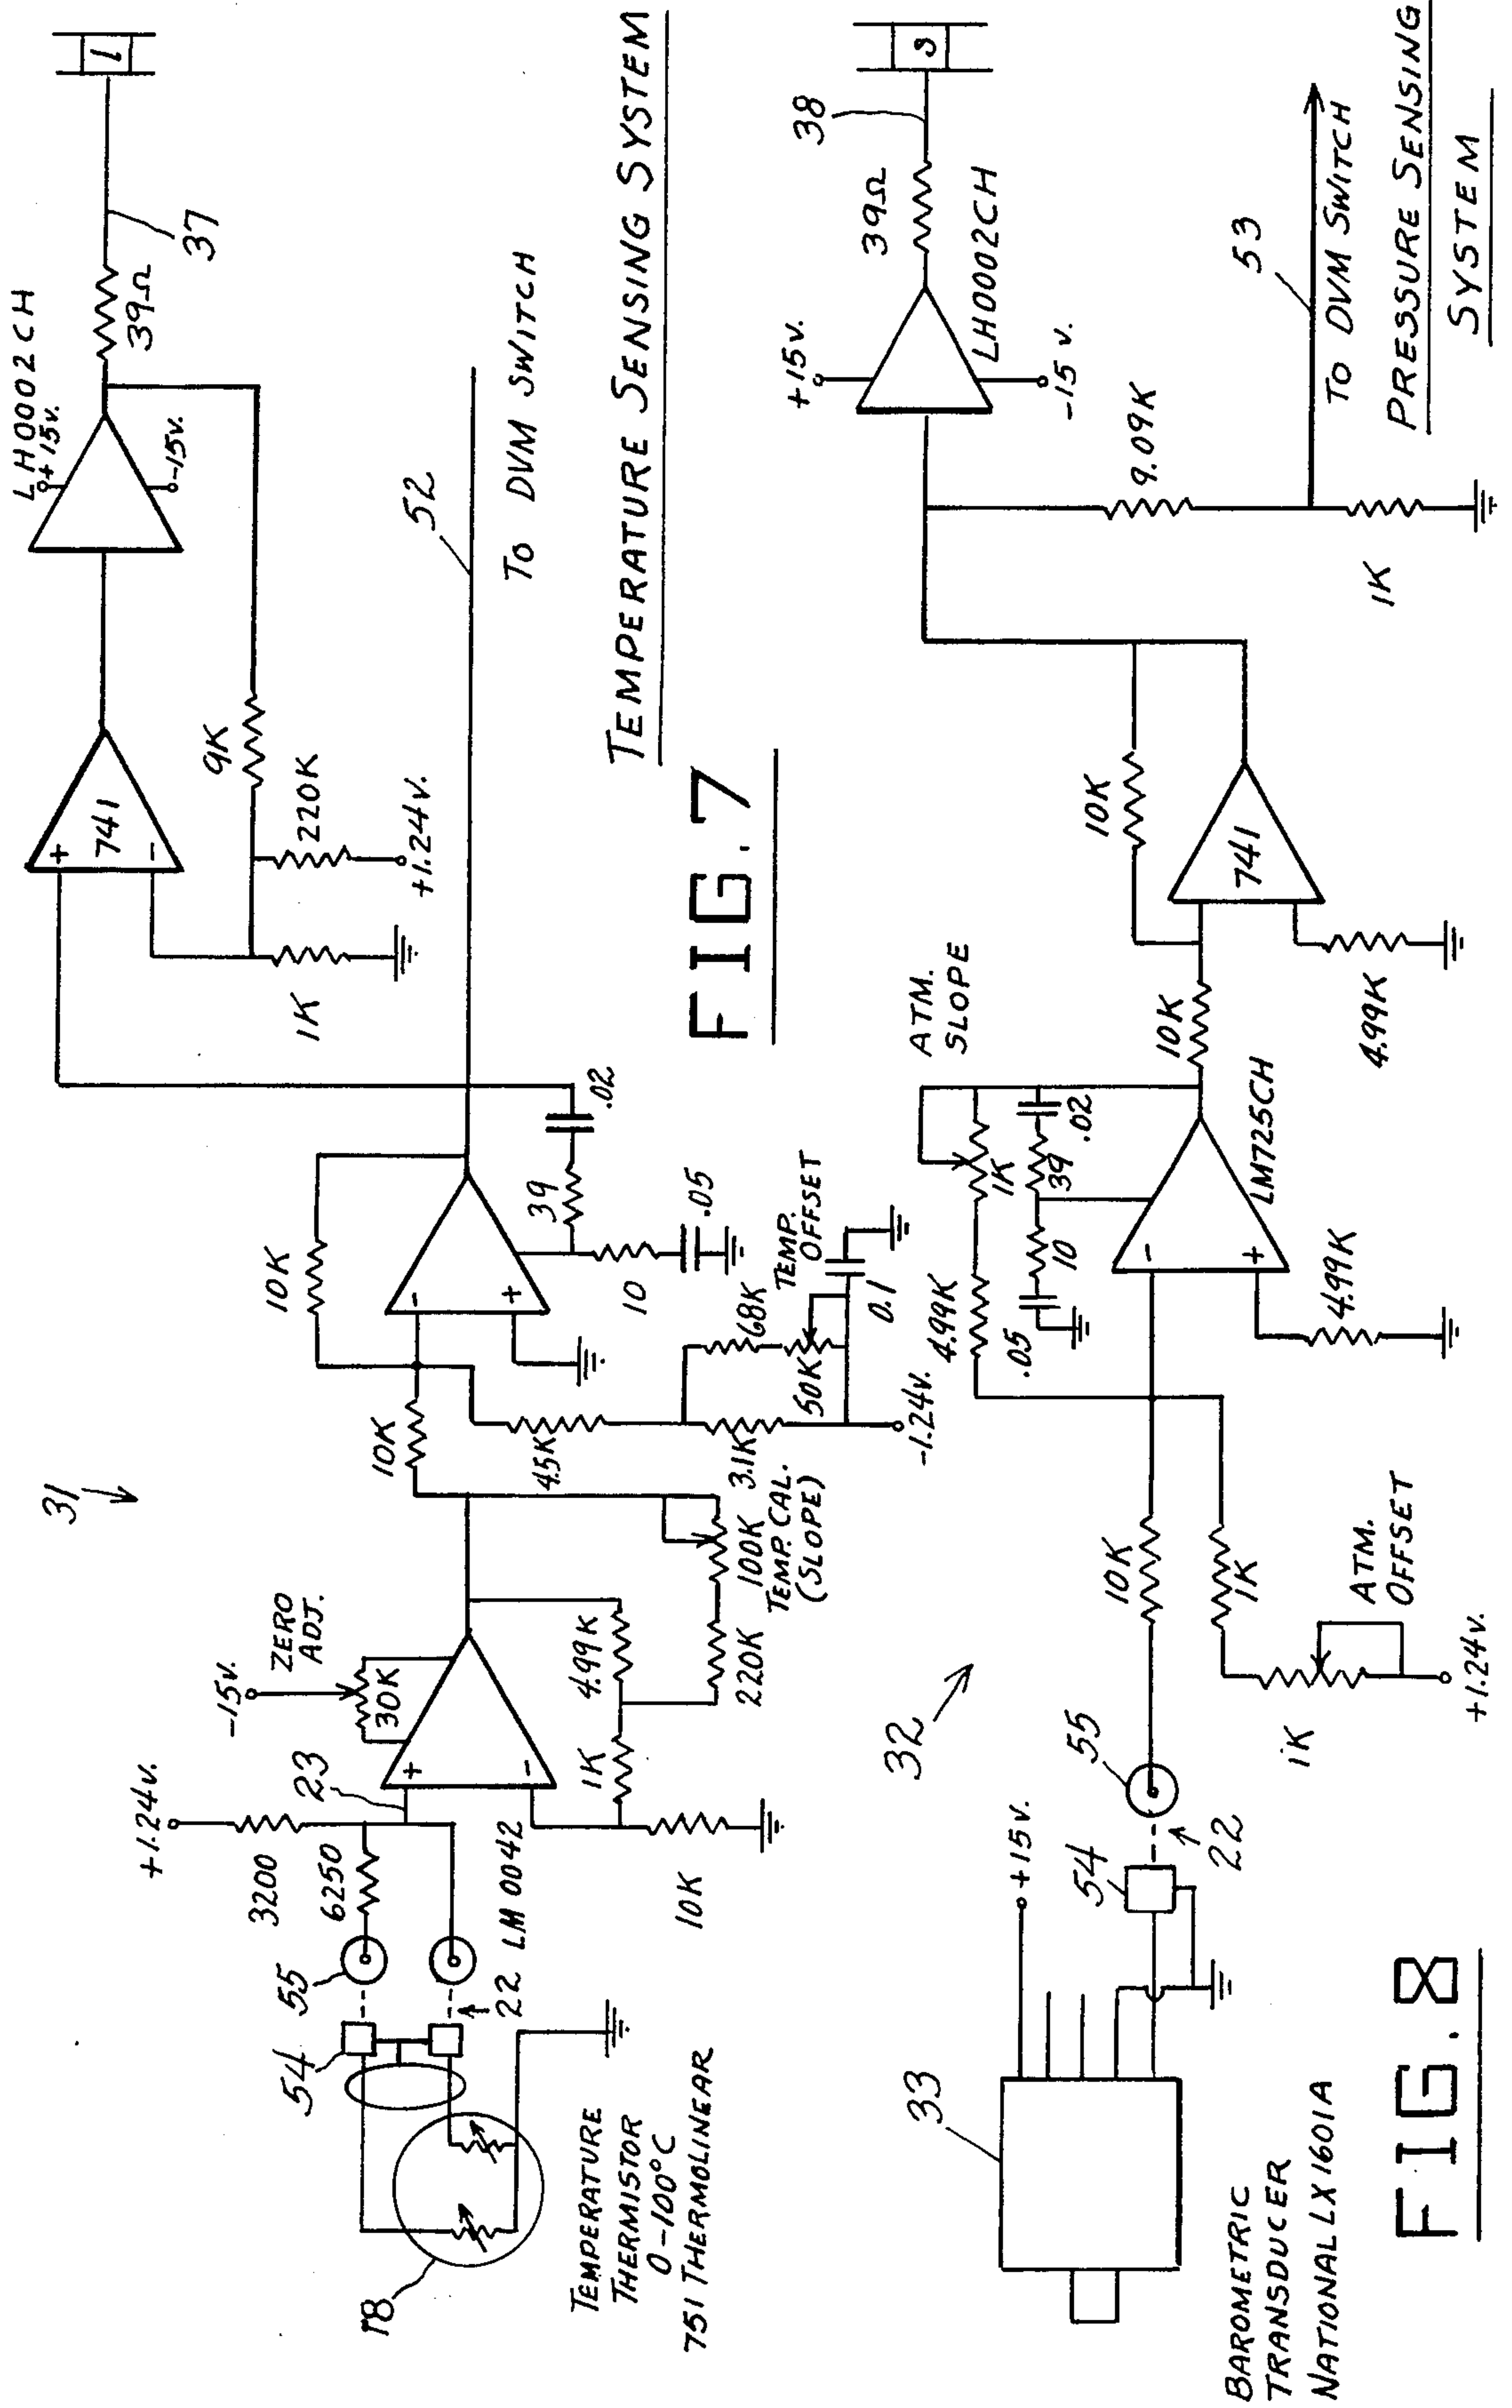 31
+1.24v.
3200
6250
55
54
18
22
LM 0042
23
-15v.
ZERO
ADJ.
30K
+
-
10K
1K
4.99K
220K
100K
TEMP. CAL.
(SLOPE)
TEMPERATURE
THERMISTOR
0-100°C
751 THERMOLINEAR
10K
10K
-
+
45K
3.1K
68K
50K
TEMP.
OFFSET
0.1
-1.24v.
39
.02
10
.05
52
TO DVM SWITCH
+
741
-
1K
9K
220K
+1.24v.
LH0002CH
+15v.
-15v.
39Ω
37
TEMPERATURE SENSING SYSTEM
FIG. 7
32
33
BAROMETRIC
TRANSDUCER
NATIONAL LX1601A
+15v.
54
22
55
10K
1K
1K
ATM.
OFFSET
+1.24v.
4.99K
1K
ATM.
SLOPE
.05
10
39
.02
-
+
LM725CH
4.99K
10K
10K
741
4.99K
+15v.
-15v.
LH0002CH
39Ω
38
9.09K
1K
53
TO DVM SWITCH
PRESSURE SENSING
SYSTEM
FIG. 8